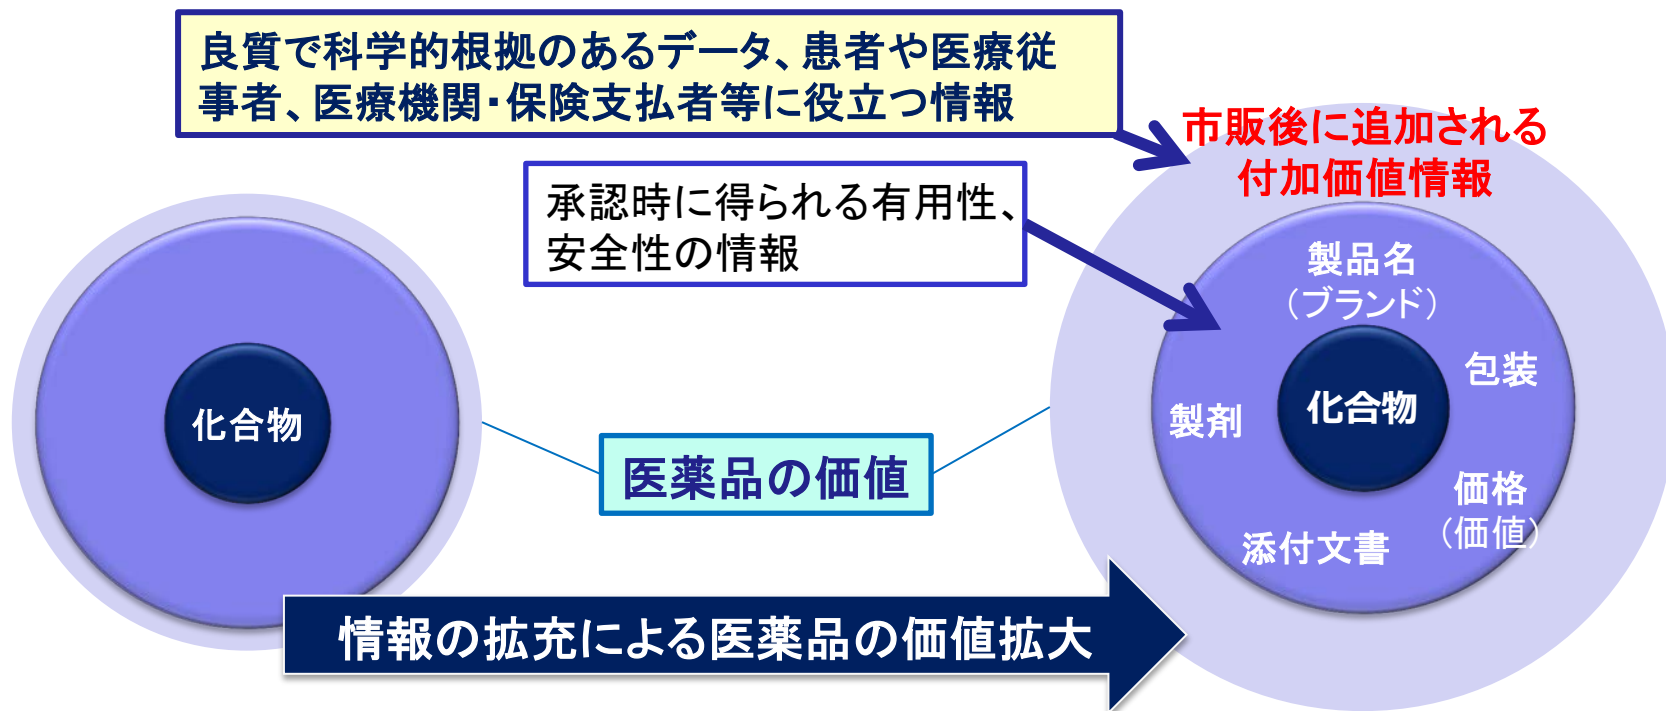 良質で科学的根拠のあるデータ、患者や医療従
事者、医療機関・保険支払者等に役立つ情報
市販後に追加される
付加価値情報
承認時に得られる有用性、
安全性の情報
製品名
（ブランド）
包装
化合物
製剤
化合物
医薬品の価値
価格
（価値）
添付文書
情報の拡充による医薬品の価値拡大